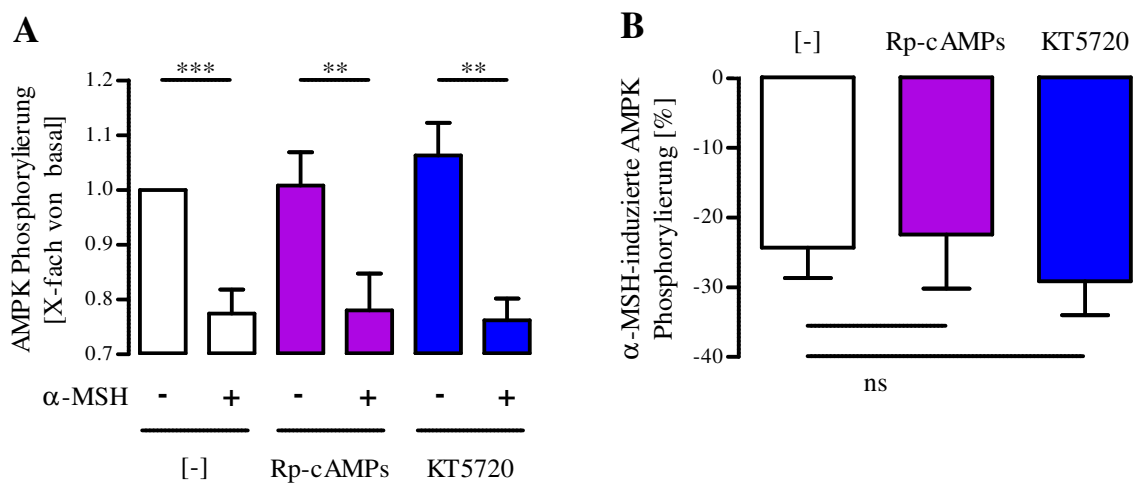 A
AMPK Phosphorylierung
[X-fach von basal]
1.2
1.1
1.0
0.9
0.8
0.7
*** ** **
α-MSH - + - + - +
[-] Rp-cAMPs KT5720
B
[-] Rp-cAMPs KT5720
α-MSH-induzierte AMPK
Phosphorylierung [%]
0
-10
-20
-30
-40
ns